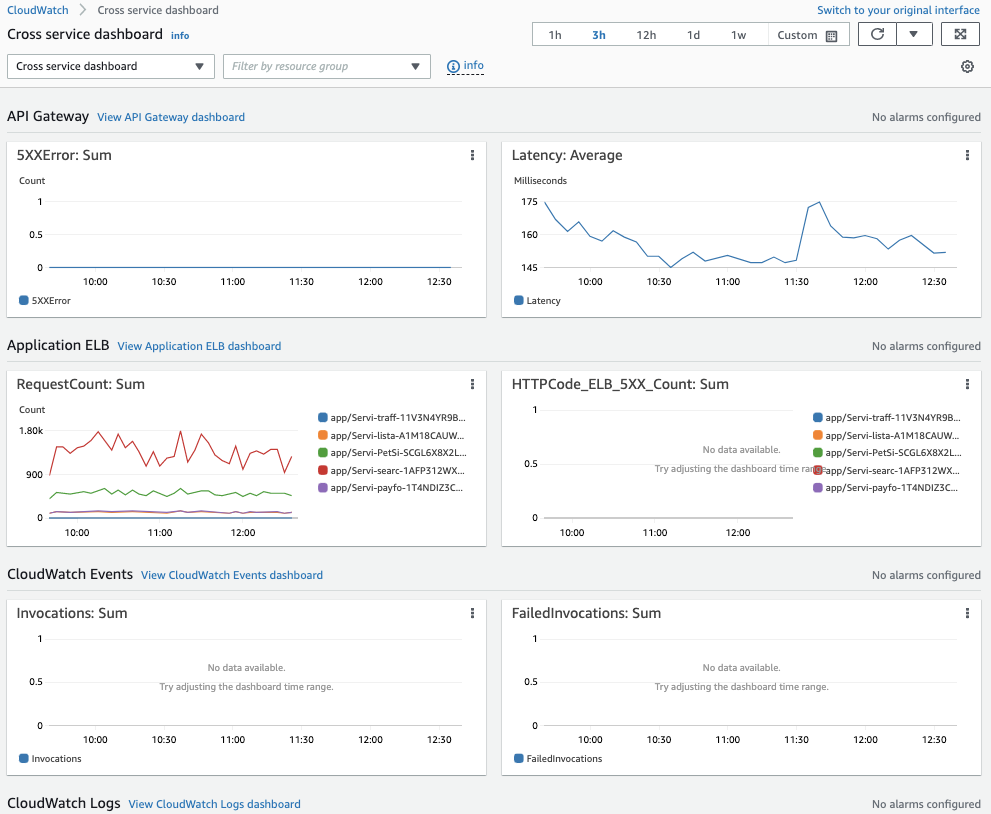 CloudWatch > Cross service dashboard
Switch to your original interface
Cross service dashboard info
1h 3h 12h 1d 1w Custom
Cross service dashboard
Filter by resource group
info
API Gateway View API Gateway dashboard
No alarms configured
5XXError: Sum
Count
1
0.5
0
10:00 10:30 11:00 11:30 12:00 12:30
5XXError
Latency: Average
Milliseconds
175
160
145
10:00 10:30 11:00 11:30 12:00 12:30
Latency
Application ELB View Application ELB dashboard
No alarms configured
RequestCount: Sum
Count
1.80k
900
0
10:00 11:00 12:00
app/Servi-traff-11V3N4YR9B...
app/Servi-lista-A1M18CAUW...
app/Servi-PetSi-SCGL6X8X2L...
app/Servi-searc-1AFP312WX...
app/Servi-payfo-1T4NDIZ3C...
HTTPCode_ELB_5XX_Count: Sum
1
0.5
0
No data available.
Try adjusting the dashboard time range.
10:00 11:00 12:00
app/Servi-traff-11V3N4YR9B...
app/Servi-lista-A1M18CAUW...
app/Servi-PetSi-SCGL6X8X2L...
app/Servi-searc-1AFP312WX...
app/Servi-payfo-1T4NDIZ3C...
CloudWatch Events View CloudWatch Events dashboard
No alarms configured
Invocations: Sum
1
0.5
0
No data available.
Try adjusting the dashboard time range.
10:00 10:30 11:00 11:30 12:00 12:30
Invocations
FailedInvocations: Sum
1
0.5
0
No data available.
Try adjusting the dashboard time range.
10:00 10:30 11:00 11:30 12:00 12:30
FailedInvocations
CloudWatch Logs View CloudWatch Logs dashboard
No alarms configured